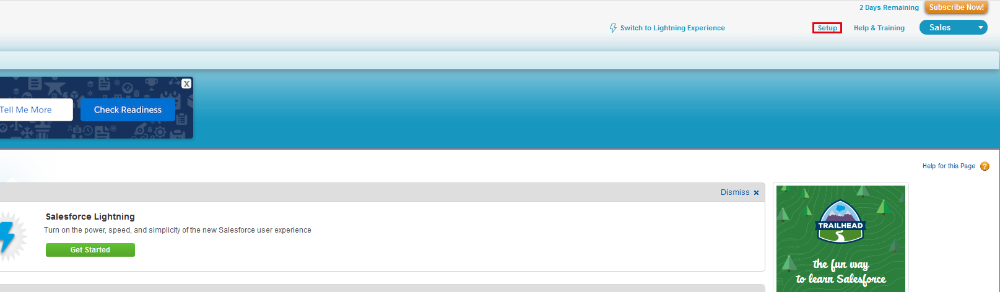 2 Days Remaining Subscribe Now!
Switch to Lightning Experience Setup Help & Training Sales
X
Tell Me More Check Readiness
Help for this Page ?
Dismiss x
Salesforce Lightning
Turn on the power, speed, and simplicity of the new Salesforce user experience
Get Started
TRAILHEAD
the fun way
to learn Salesforce